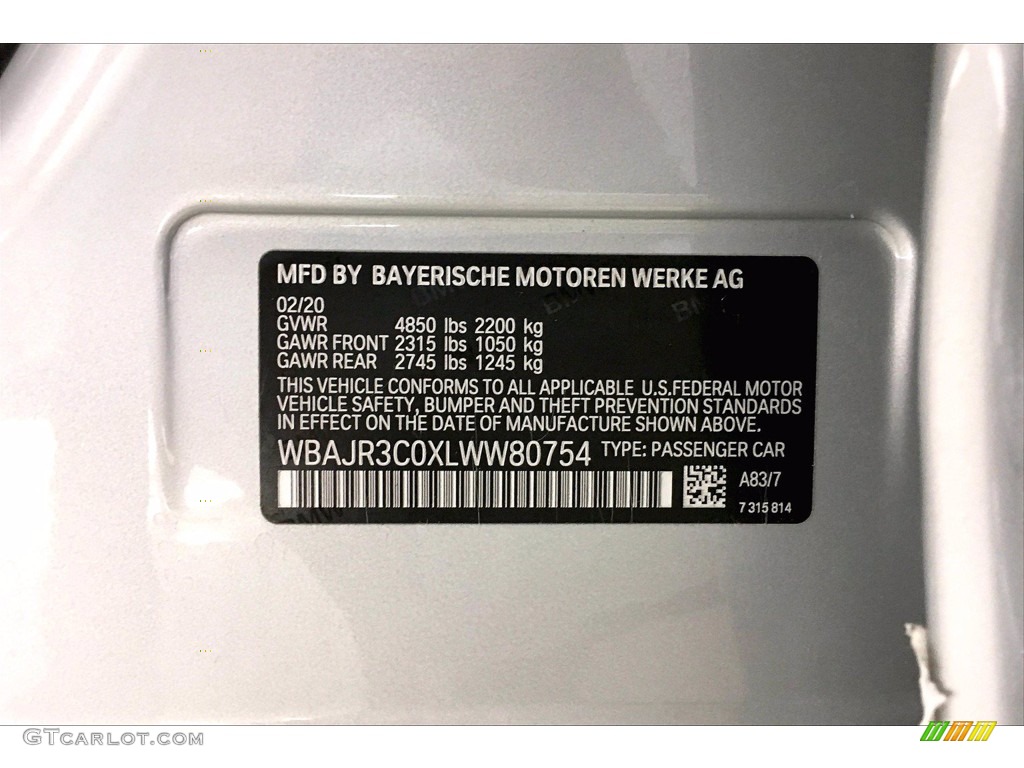 MFD BY BAYERISCHE MOTOREN WERKE AG
02/20
GVWR 4850 lbs 2200 kg
GAWR FRONT 2315 lbs 1050 kg
GAWR REAR 2745 lbs 1245 kg
THIS VEHICLE CONFORMS TO ALL APPLICABLE U.S.FEDERAL MOTOR
VEHICLE SAFETY, BUMPER AND THEFT PREVENTION STANDARDS
IN EFFECT ON THE DATE OF MANUFACTURE SHOWN ABOVE.
WBAJR3C0XLWW80754 TYPE: PASSENGER CAR
A83/7
7 315 814
GTCARLOT.COM